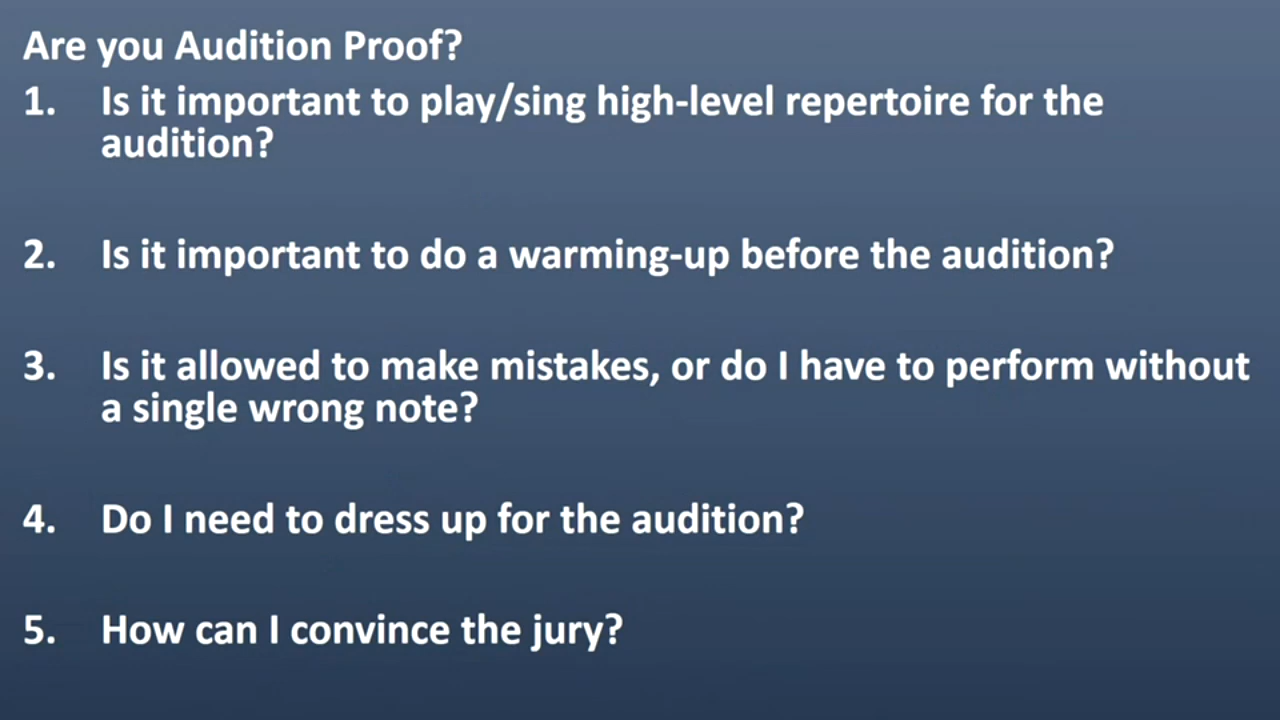 Are you Audition Proof?
1. Is it important to play/sing high-level repertoire for the
audition?
2. Is it important to do a warming-up before the audition?
3. Is it allowed to make mistakes, or do I have to perform without
a single wrong note?
4. Do I need to dress up for the audition?
5. How can I convince the jury?